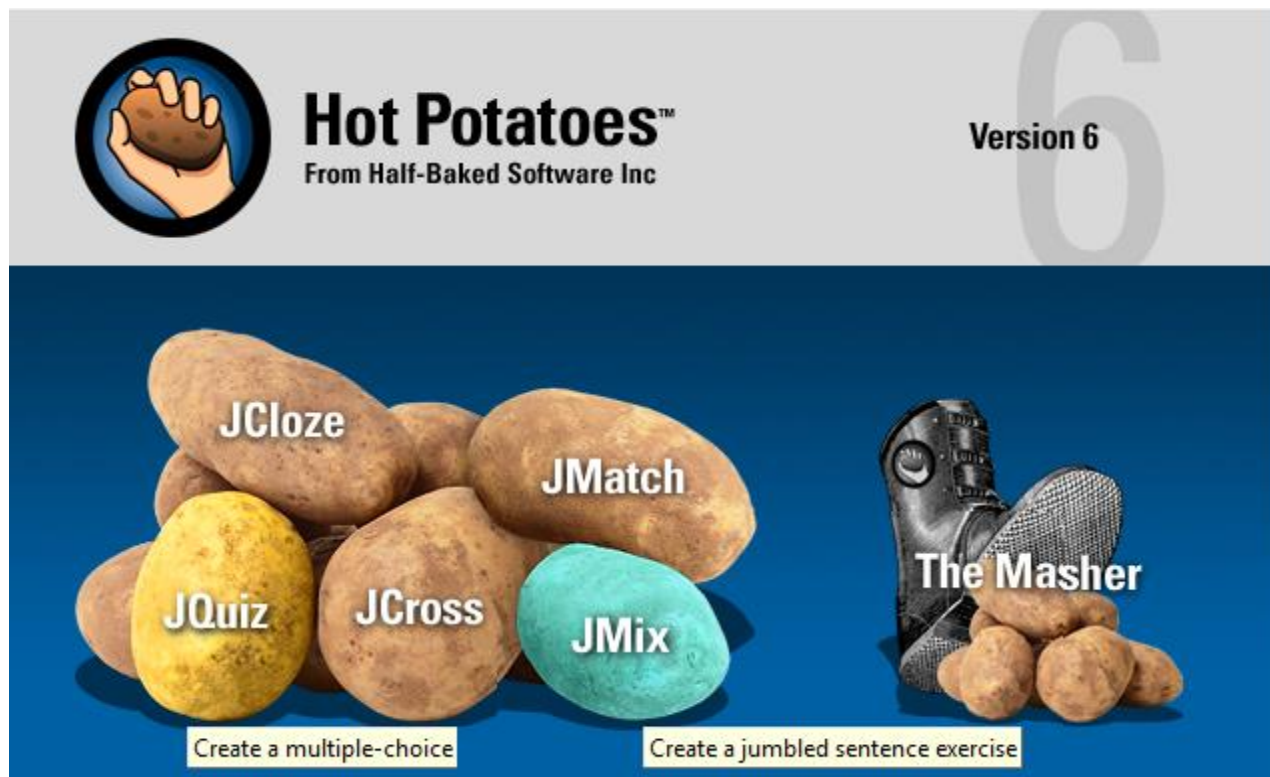 Hot Potatoes™
From Half-Baked Software Inc
6
Version 6
JCloze
JMatch
JQuiz
JCross
JMix
The Masher
Create a multiple-choice
Create a jumbled sentence exercise